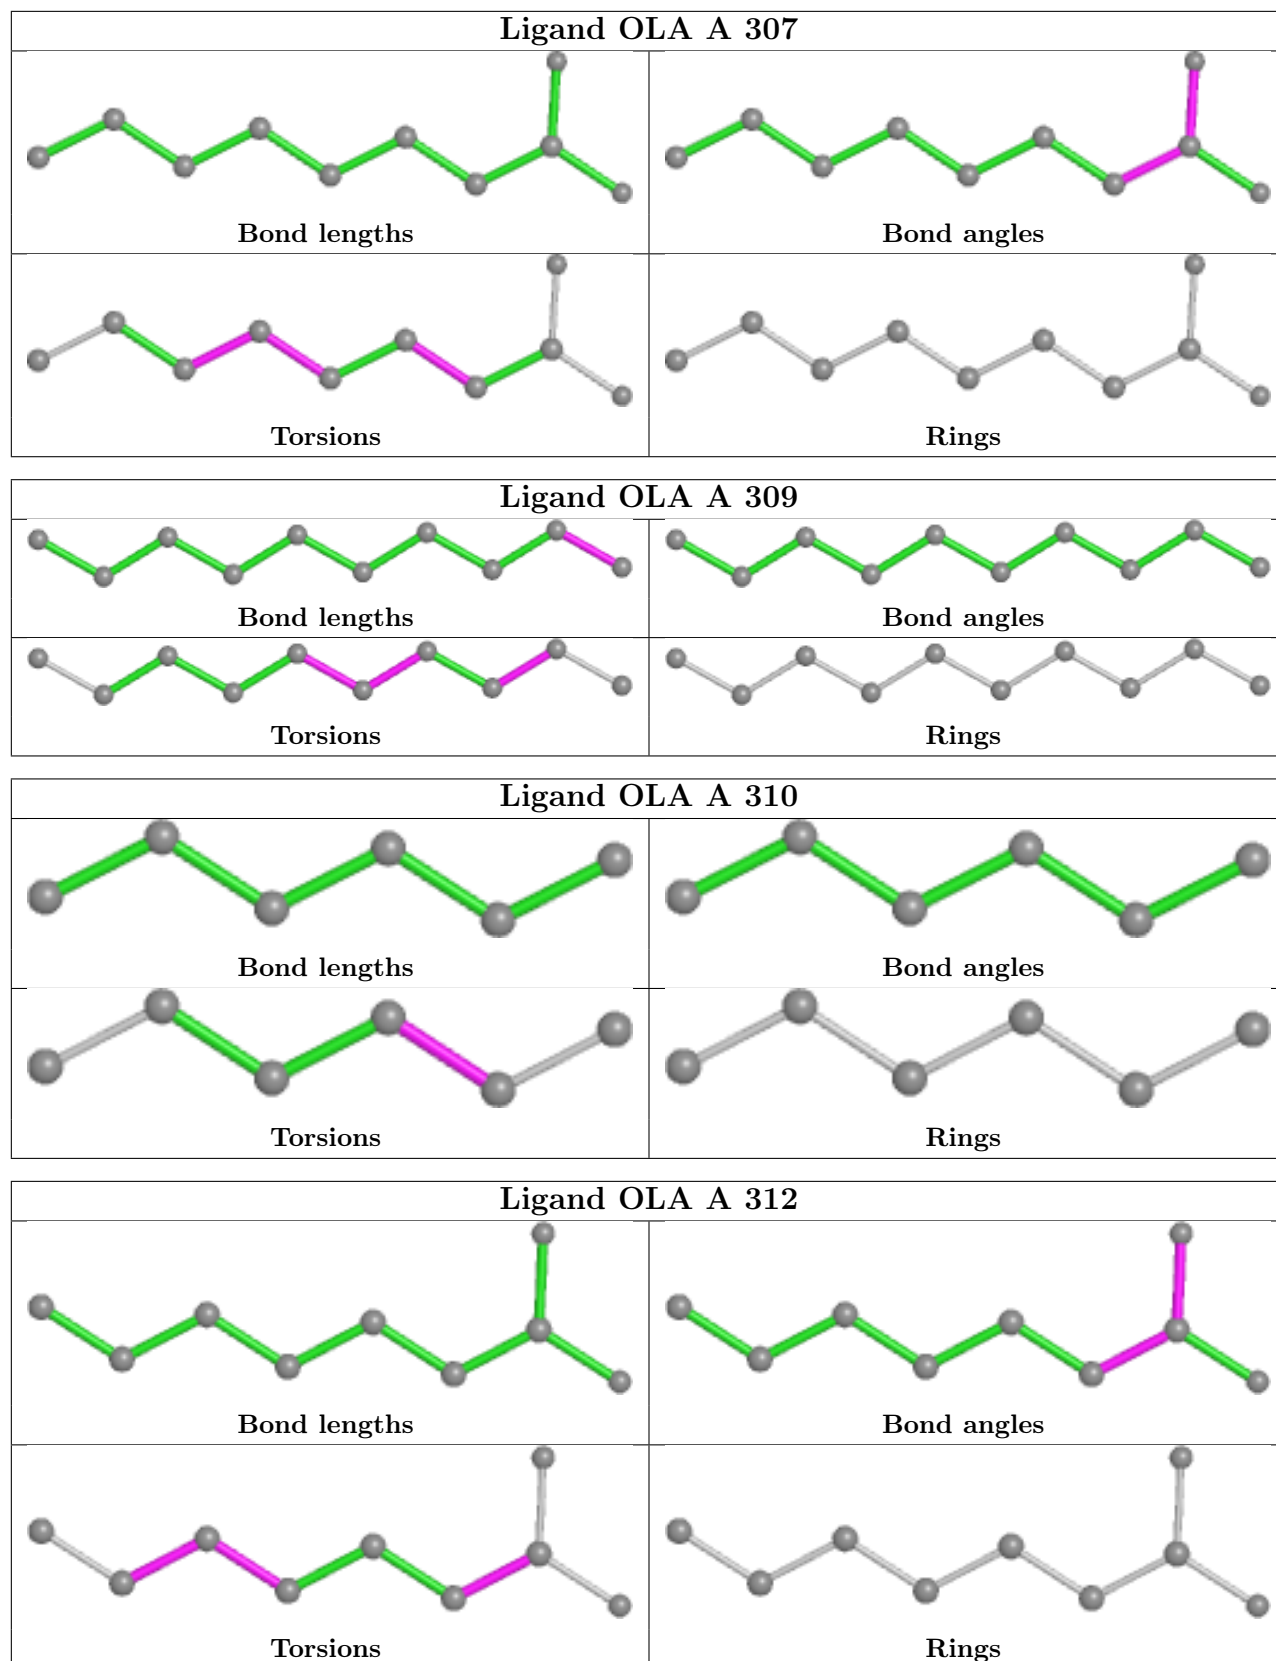 Ligand OLA A 307
Bond lengths
Bond angles
Torsions
Rings
Ligand OLA A 309
Bond lengths
Bond angles
Torsions
Rings
Ligand OLA A 310
Bond lengths
Bond angles
Torsions
Rings
Ligand OLA A 312
Bond lengths
Bond angles
Torsions
Rings